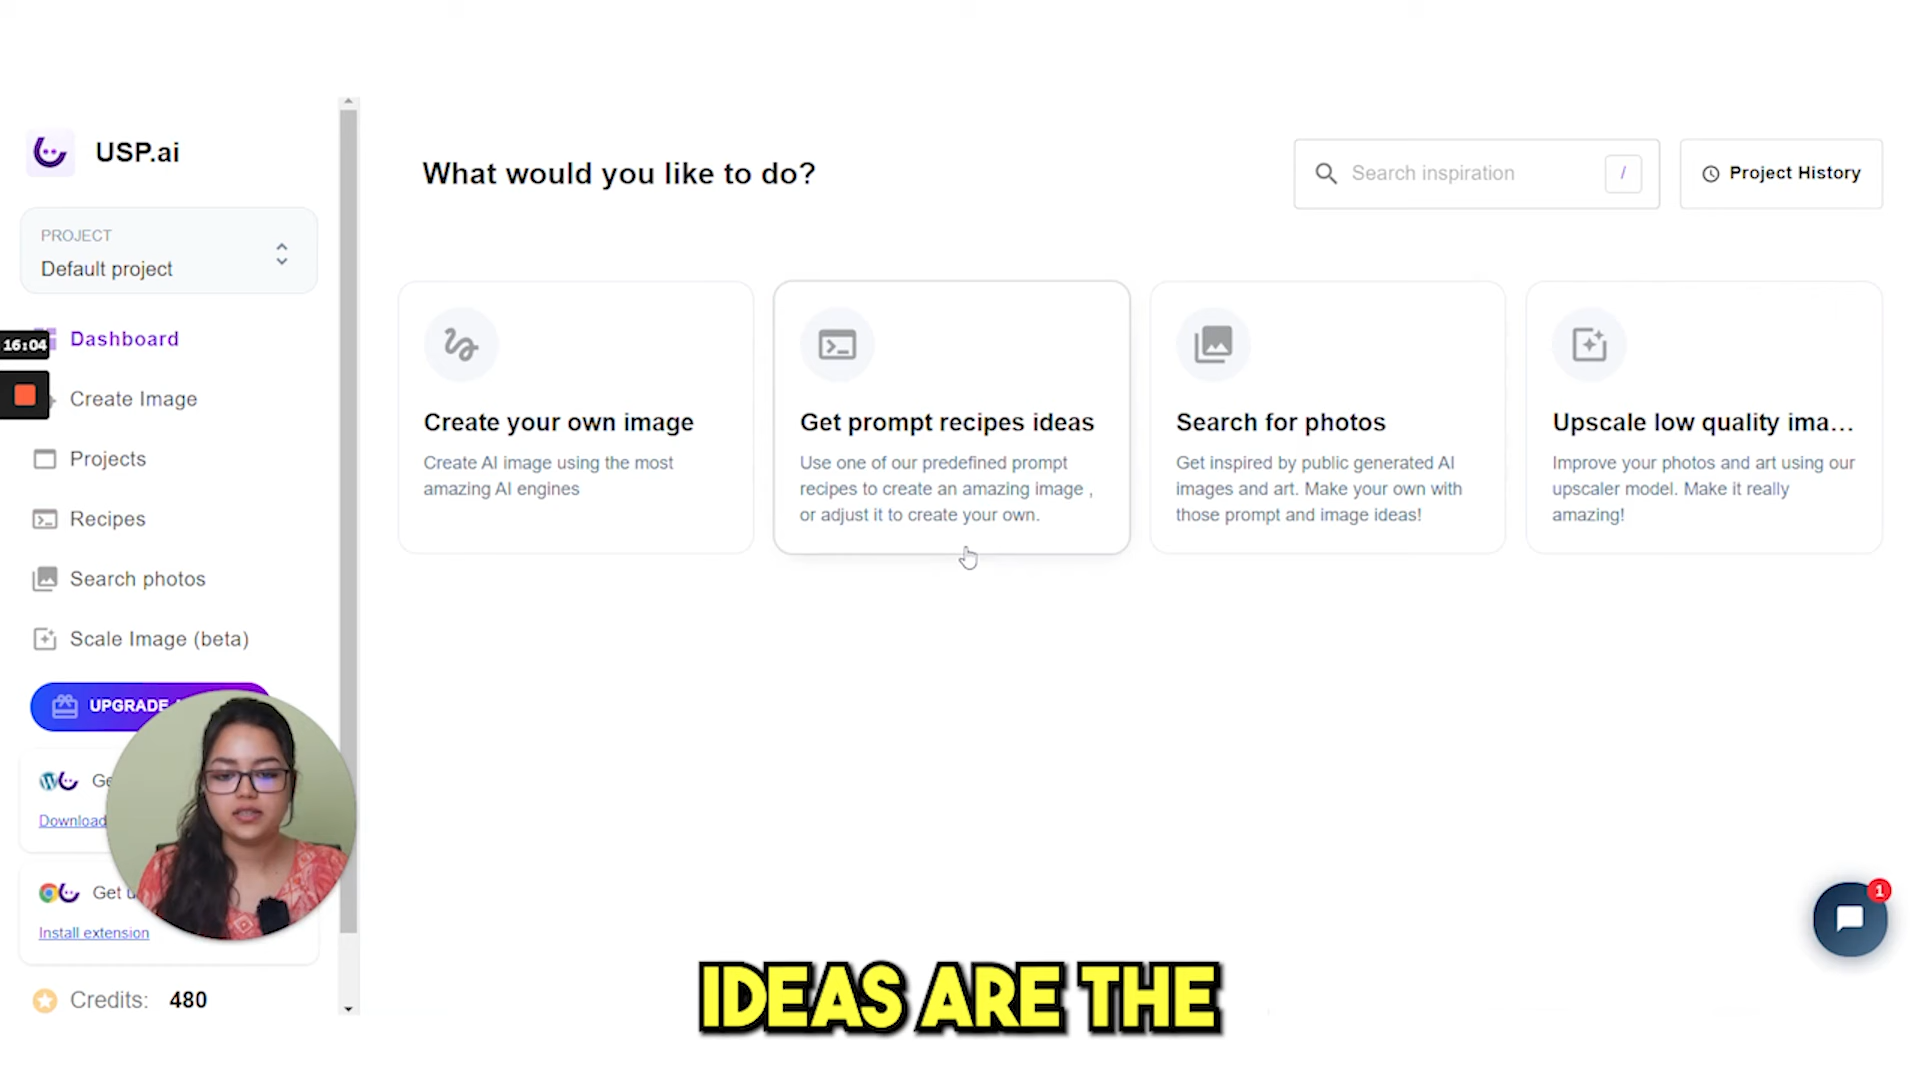 USP.ai
What would you like to do?
Search inspiration
/
Project History
PROJECT
Default project
Dashboard
16:04
Create Image
Projects
Recipes
Search photos
Scale Image (beta)
UPGRADE
Create your own image
Create AI image using the most
amazing AI engines
Get prompt recipes ideas
Use one of our predefined prompt
recipes to create an amazing image ,
or adjust it to create your own.
Search for photos
Get inspired by public generated AI
images and art. Make your own with
those prompt and image ideas!
Upscale low quality ima...
Improve your photos and art using our
upscaler model. Make it really
amazing!
Download
Get
Install extension
Credits: 480
1
IDEAS ARE THE